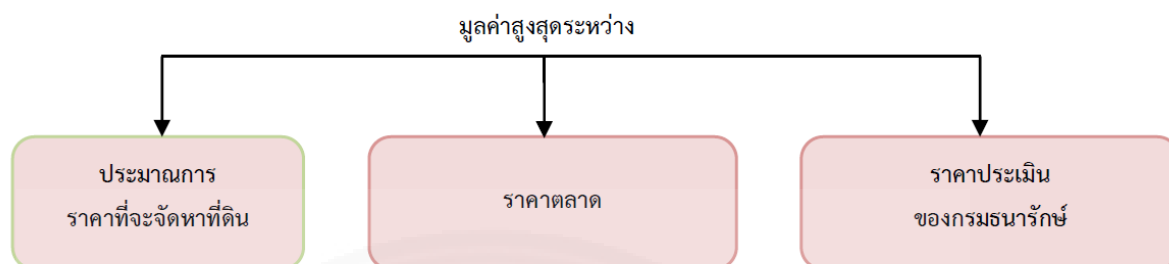 มูลค่าสูงสุดระหว่าง
ประมาณการ
ราคาที่จะจัดหาที่ดิน
ราคาตลาด
ราคาประเมิน
ของกรมธนารักษ์